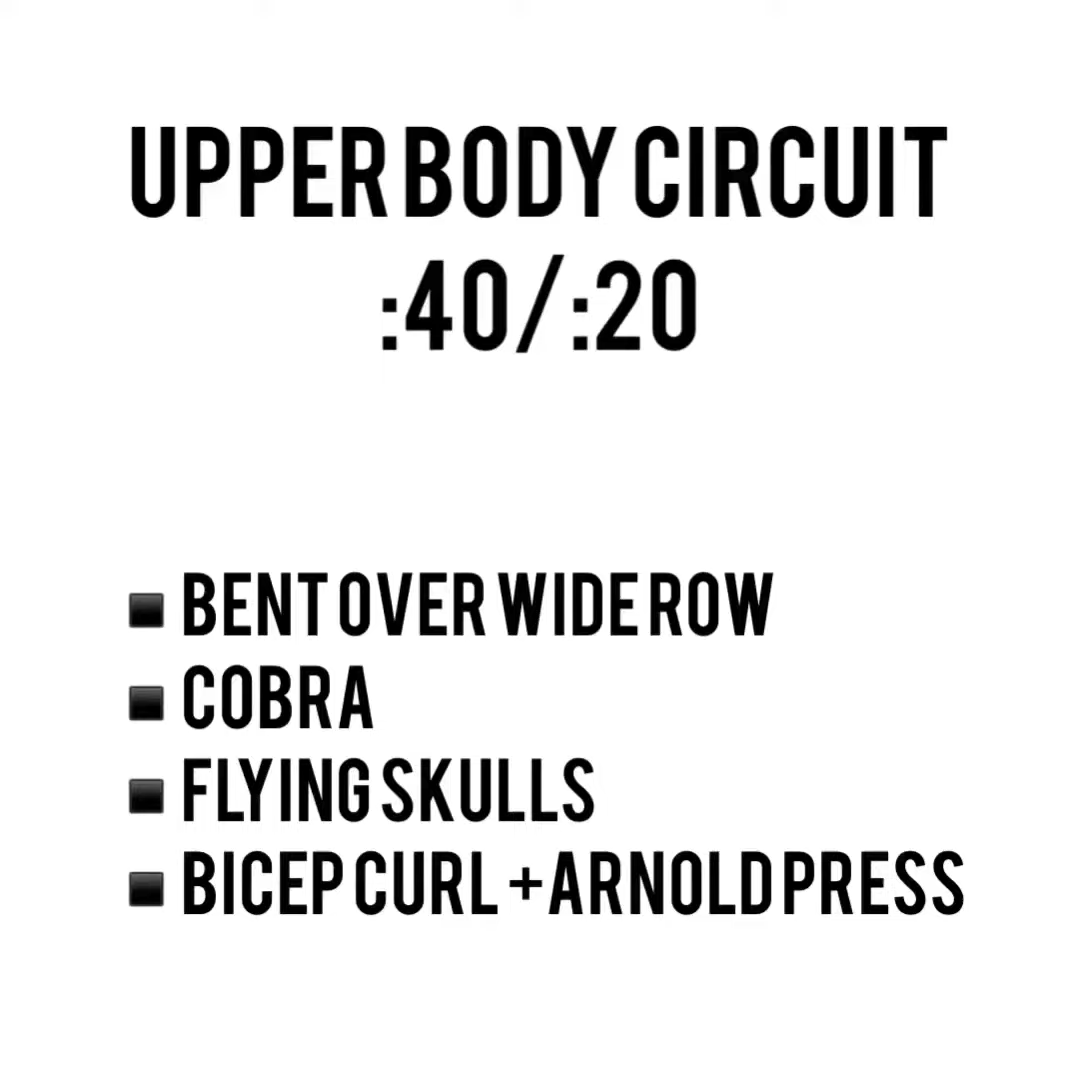 UPPER BODY CIRCUIT
:40/:20
▪ BENT OVER WIDE ROW
▪ COBRA
▪ FLYING SKULLS
▪ BICEP CURL + ARNOLD PRESS